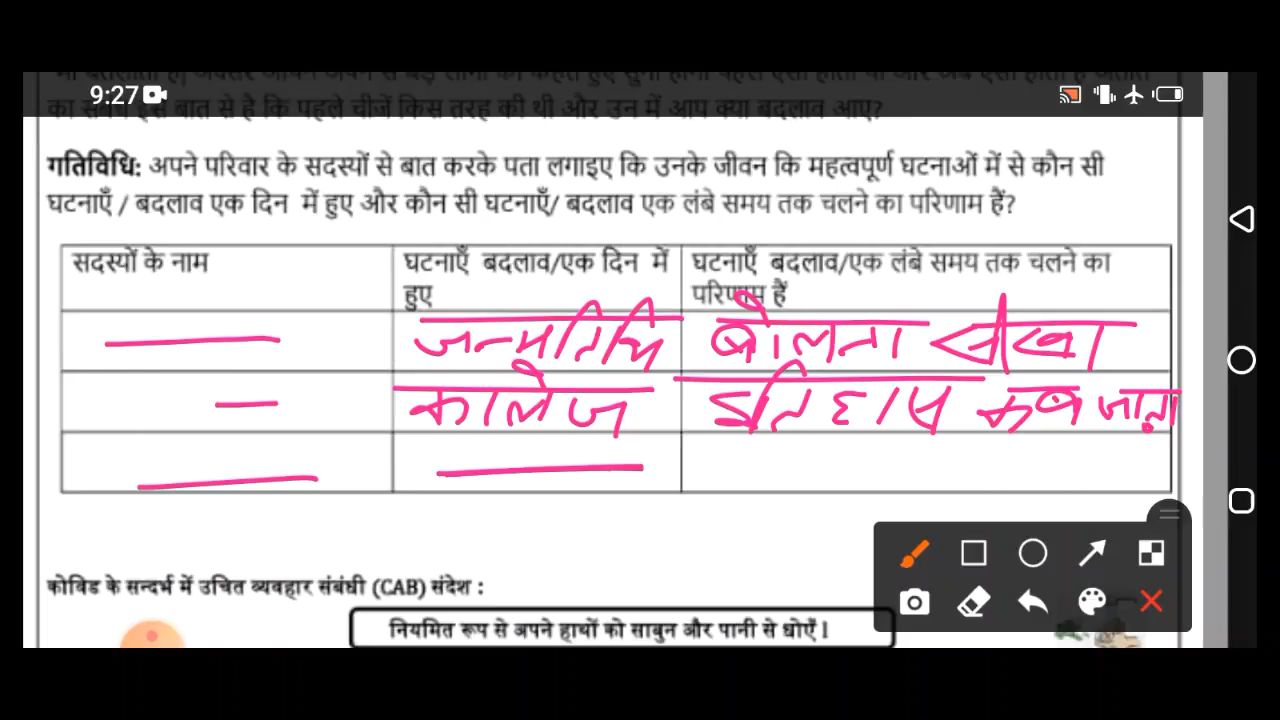 9:27
का संबंध इस बात से है कि पहले चीजें किस तरह की थी और उन में आप क्या बदलाव आए?
गतिविधि: अपने परिवार के सदस्यों से बात करके पता लगाइए कि उनके जीवन कि महत्वपूर्ण घटनाओं में से कौन सी
घटनाएँ / बदलाव एक दिन में हुए और कौन सी घटनाएँ/ बदलाव एक लंबे समय तक चलने का परिणाम हैं?
सदस्यों के नाम
घटनाएँ बदलाव/एक दिन में
हुए
घटनाएँ बदलाव/एक लंबे समय तक चलने का
परिणाम हैं
जन्मतिथि
बोलना सीखा
कालेज
इतिहास कब जाना
कोविड के सन्दर्भ में उचित व्यवहार संबंधी (CAB) संदेश :
नियमित रूप से अपने हाथों को साबुन और पानी से धोएँ।